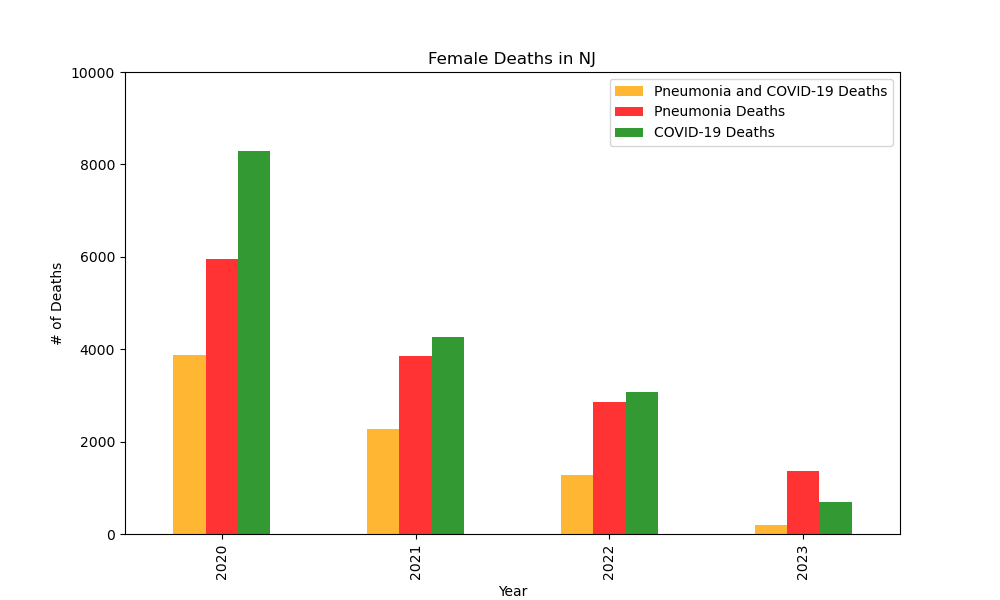 Female Deaths in NJ
Pneumonia and COVID-19 Deaths
Pneumonia Deaths
COVID-19 Deaths
# of Deaths
10000
8000
6000
4000
2000
0
2020
2021
2022
2023
Year